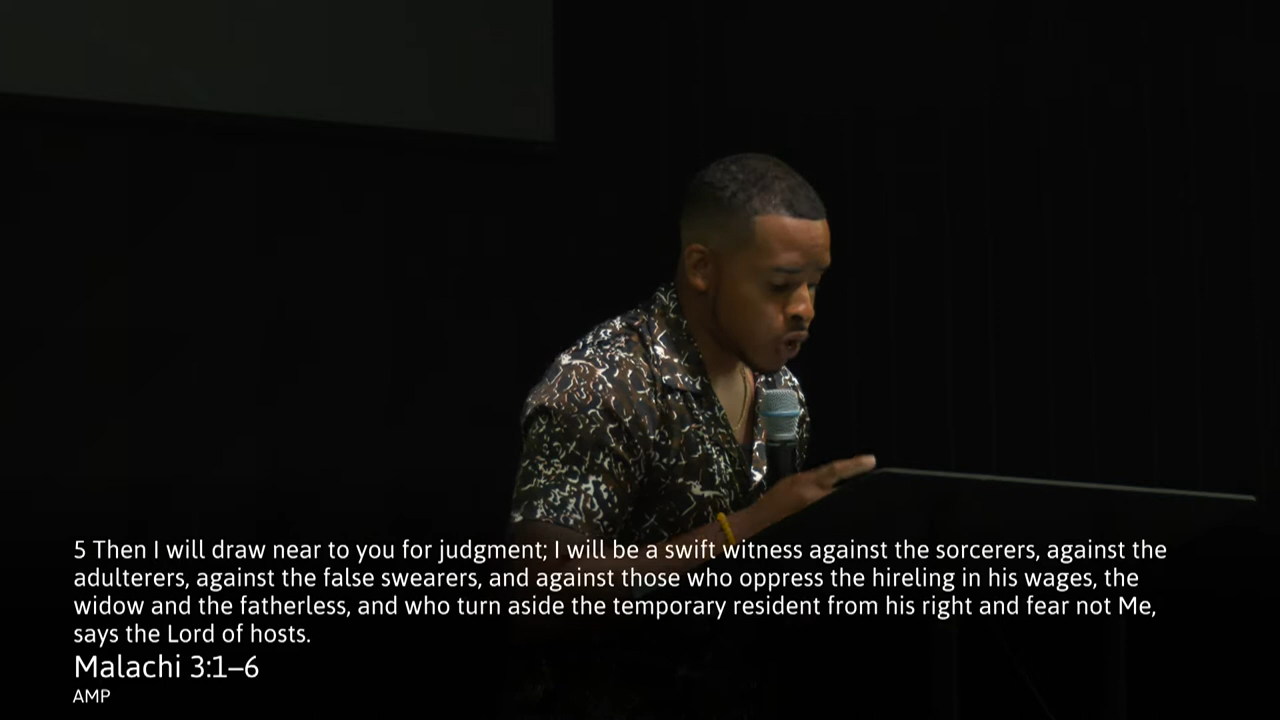 5 Then I will draw near to you for judgment; I will be a swift witness against the sorcerers, against the
adulterers, against the false swearers, and against those who oppress the hireling in his wages, the
widow and the fatherless, and who turn aside the temporary resident from his right and fear not Me,
says the Lord of hosts.
Malachi 3:1–6
AMP